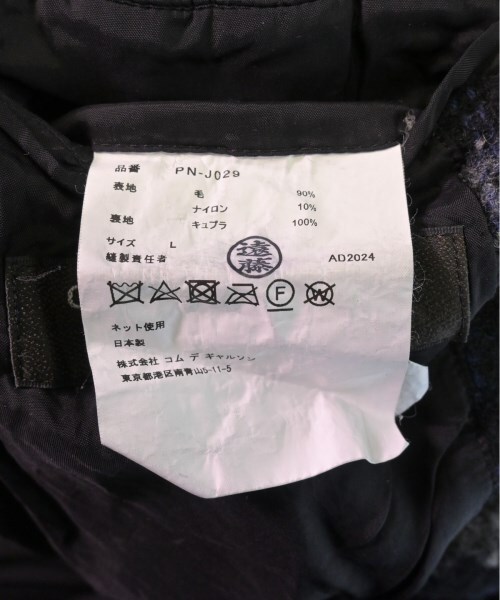 品番 PN-J029
表地 毛 90%
ナイロン 10%
裏地 キュプラ 100%
サイズ L
縫製責任者 遠藤 AD2024
F W
ネット使用
日本製
株式会社 コム デ ギャルソン
東京都港区南青山5-11-5